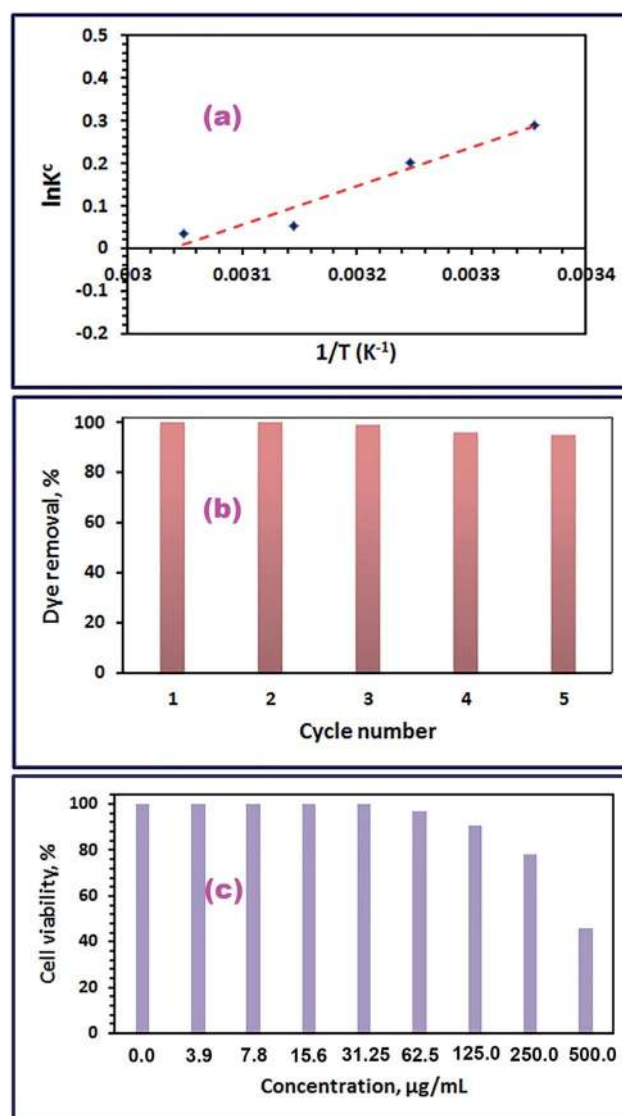 0.5
0.4
(a)
0.3
lnKᶜ
0.2
0.1
0
0.003 0.0031 0.0032 0.0033 0.0034
-0.1
-0.2
1/T (K⁻¹)
100
80
(b)
Dye removal, %
60
40
20
0
1 2 3 4 5
Cycle number
100
80
(c)
Cell viability, %
60
40
20
0
0.0 3.9 7.8 15.6 31.25 62.5 125.0 250.0 500.0
Concentration, µg/mL